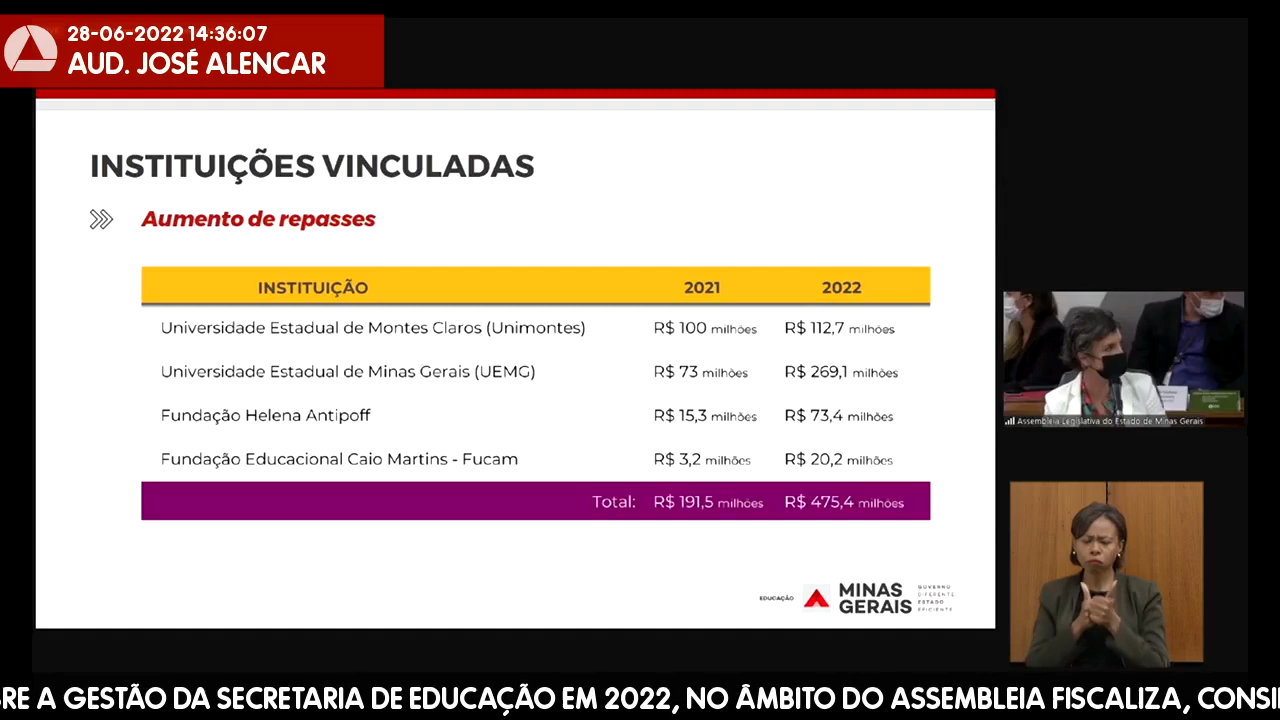 28-06-2022 14:36:07
AUD. JOSÉ ALENCAR
INSTITUIÇÕES VINCULADAS
Aumento de repasses
INSTITUIÇÃO 2021 2022
Universidade Estadual de Montes Claros (Unimontes) R$ 100 milhões R$ 112,7 milhões
Universidade Estadual de Minas Gerais (UEMG) R$ 73 milhões R$ 269,1 milhões
Fundação Helena Antipoff R$ 15,3 milhões R$ 73,4 milhões
Fundação Educacional Caio Martins - Fucam R$ 3,2 milhões R$ 20,2 milhões
Total: R$ 191,5 milhões R$ 475,4 milhões
Assembleia Legislativa do Estado de Minas Gerais
EDUCAÇÃO
MINAS
GERAIS
GOVERNO
DIFERENTE
ESTADO
EFICIENTE
RE A GESTÃO DA SECRETARIA DE EDUCAÇÃO EM 2022, NO ÂMBITO DO ASSEMBLEIA FISCALIZA, CONSI